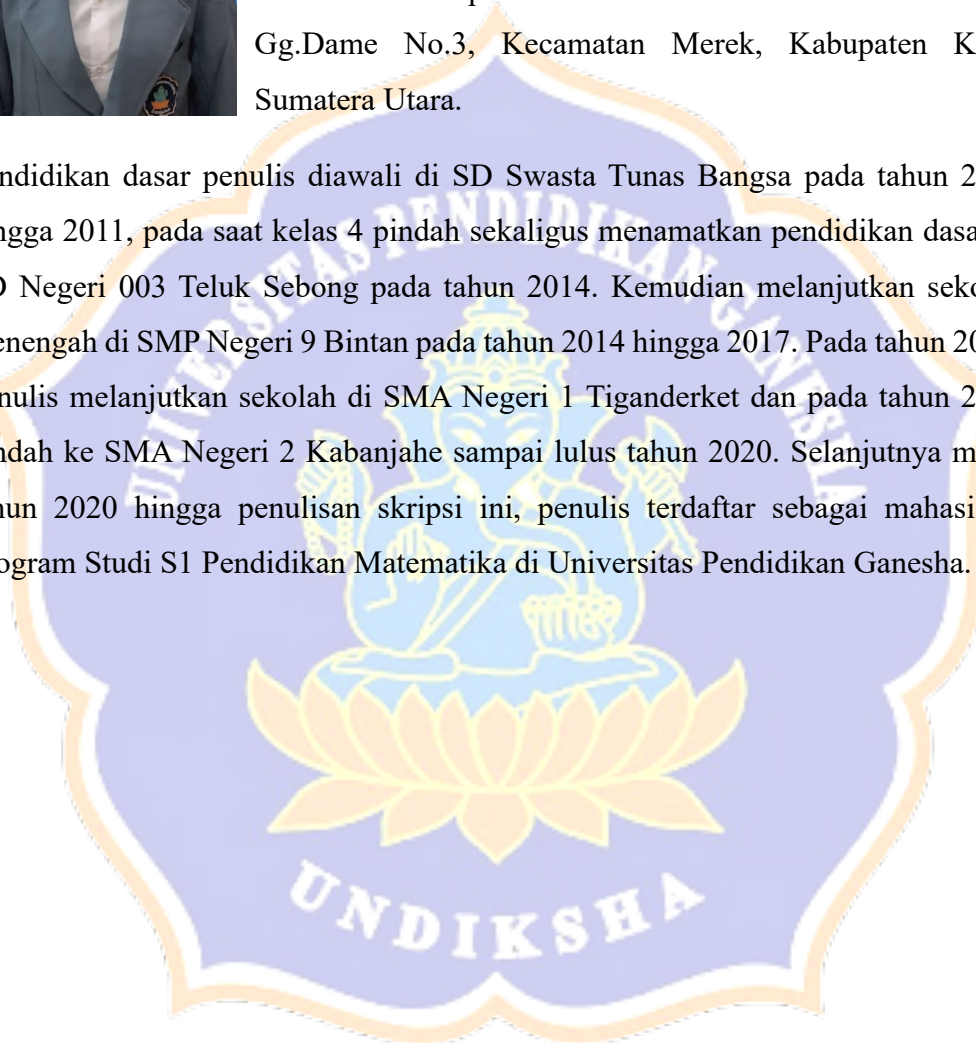 Gg.Dame No.3, Kecamatan Merek, Kabupaten K
Sumatera Utara.
ndidikan dasar penulis diawali di SD Swasta Tunas Bangsa pada tahun 2
ngga 2011, pada saat kelas 4 pindah sekaligus menamatkan pendidikan dasa
D Negeri 003 Teluk Sebong pada tahun 2014. Kemudian melanjutkan seko
enengah di SMP Negeri 9 Bintan pada tahun 2014 hingga 2017. Pada tahun 20
nulis melanjutkan sekolah di SMA Negeri 1 Tiganderket dan pada tahun 2
ndah ke SMA Negeri 2 Kabanjahe sampai lulus tahun 2020. Selanjutnya m
hun 2020 hingga penulisan skripsi ini, penulis terdaftar sebagai mahasi
ogram Studi S1 Pendidikan Matematika di Universitas Pendidikan Ganesha.
UNIVERSITAS PENDIDIKAN GANESHA
UNDIKSHA